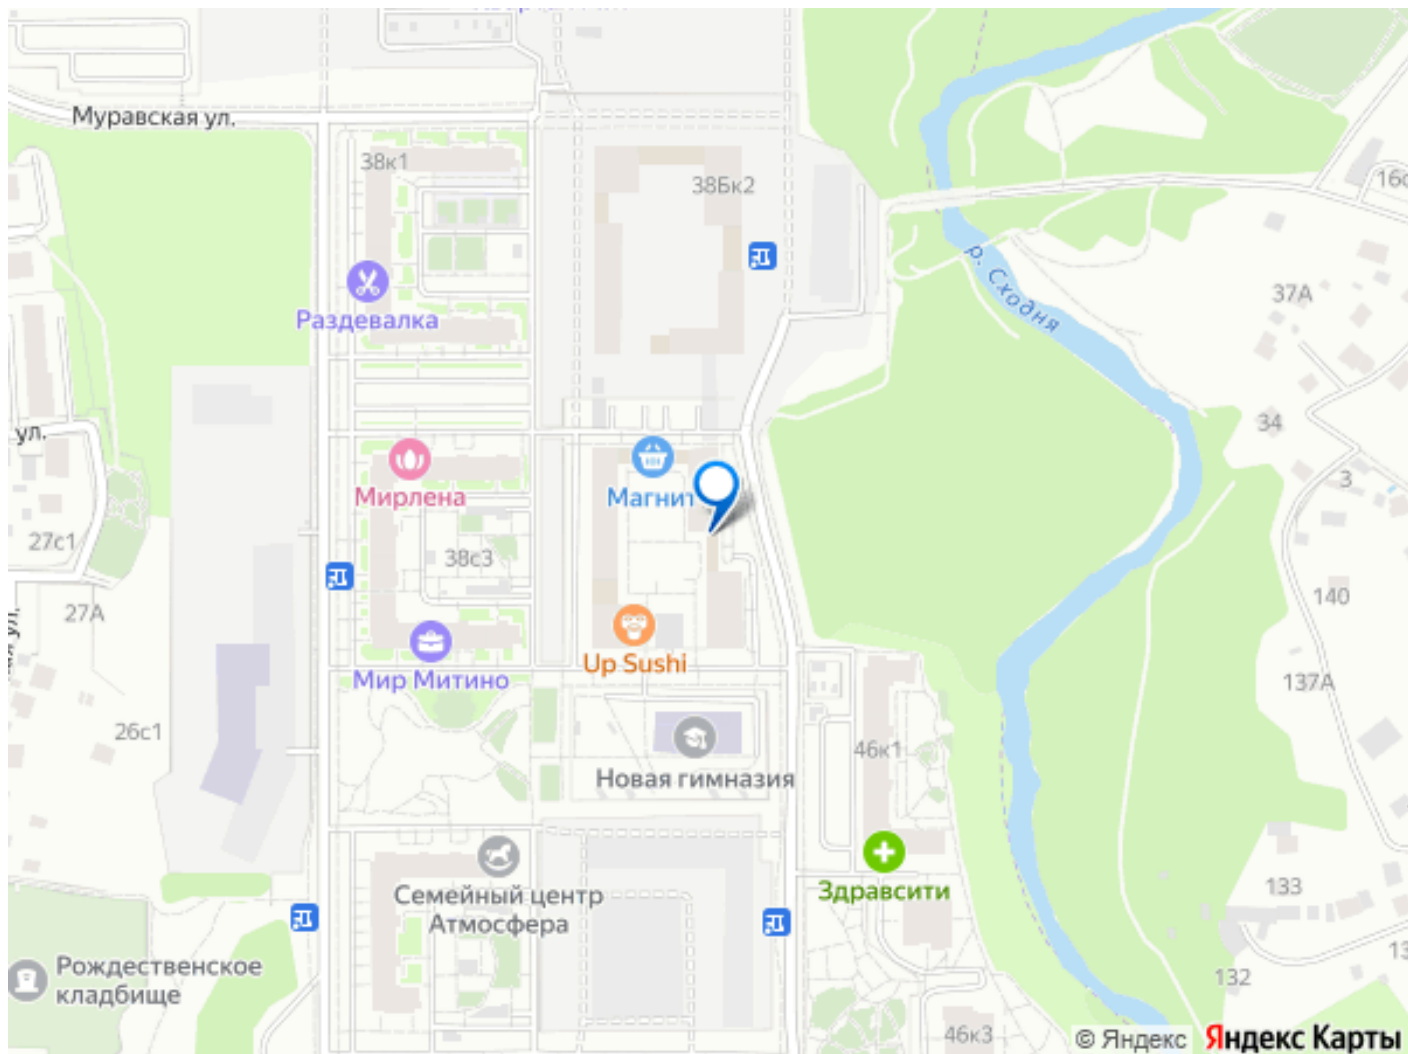 Муравская ул.
38к1
38Бк2
16с
р. Сходня
37А
Раздевалка
34
ул.
Мирлена
Магнит
3
27с1
38с3
27А
140
Up Sushi
Мир Митино
137А
26с1
46к1
Новая гимназия
Здравсити
133
Семейный центр
Атмосфера
Рождественское
кладбище
132
13
46к3
© Яндекс
Яндекс Карты